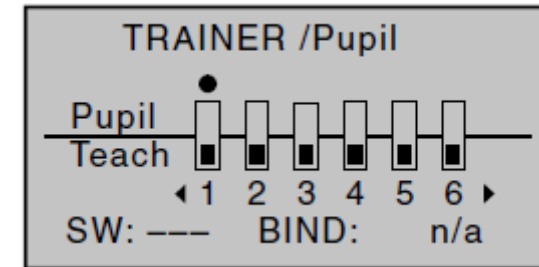 TRAINER /Pupil
Pupil
Teach
1 2 3 4 5 6
SW: ––– BIND: n/a